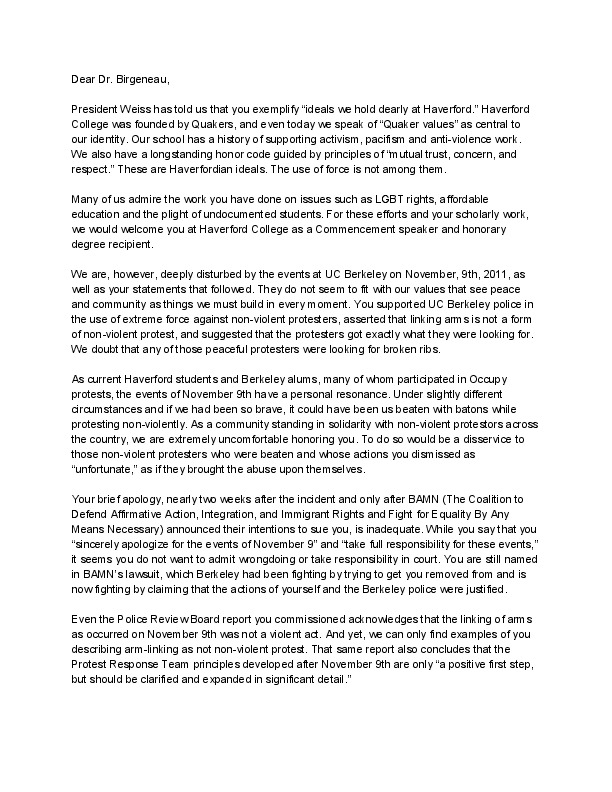 Dear Dr. Birgeneau,
President Weiss has told us that you exemplify “ideals we hold dearly at Haverford.” Haverford
College was founded by Quakers, and even today we speak of “Quaker values” as central to
our identity. Our school has a history of supporting activism, pacifism and anti-violence work.
We also have a longstanding honor code guided by principles of “mutual trust, concern, and
respect.” These are Haverfordian ideals. The use of force is not among them.
Many of us admire the work you have done on issues such as LGBT rights, affordable
education and the plight of undocumented students. For these efforts and your scholarly work,
we would welcome you at Haverford College as a Commencement speaker and honorary
degree recipient.
We are, however, deeply disturbed by the events at UC Berkeley on November, 9th, 2011, as
well as your statements that followed. They do not seem to fit with our values that see peace
and community as things we must build in every moment. You supported UC Berkeley police in
the use of extreme force against non-violent protesters, asserted that linking arms is not a form
of non-violent protest, and suggested that the protesters got exactly what they were looking for.
We doubt that any of those peaceful protesters were looking for broken ribs.
As current Haverford students and Berkeley alums, many of whom participated in Occupy
protests, the events of November 9th have a personal resonance. Under slightly different
circumstances and if we had been so brave, it could have been us beaten with batons while
protesting non-violently. As a community standing in solidarity with non-violent protestors across
the country, we are extremely uncomfortable honoring you. To do so would be a disservice to
those non-violent protesters who were beaten and whose actions you dismissed as
“unfortunate,” as if they brought the abuse upon themselves.
Your brief apology, nearly two weeks after the incident and only after BAMN (The Coalition to
Defend Affirmative Action, Integration, and Immigrant Rights and Fight for Equality By Any
Means Necessary) announced their intentions to sue you, is inadequate. While you say that you
“sincerely apologize for the events of November 9” and “take full responsibility for these events,”
it seems you do not want to admit wrongdoing or take responsibility in court. You are still named
in BAMN’s lawsuit, which Berkeley had been fighting by trying to get you removed from and is
now fighting by claiming that the actions of yourself and the Berkeley police were justified.
Even the Police Review Board report you commissioned acknowledges that the linking of arms
as occurred on November 9th was not a violent act. And yet, we can only find examples of you
describing arm-linking as not non-violent protest. That same report also concludes that the
Protest Response Team principles developed after November 9th are only “a positive first step,
but should be clarified and expanded in significant detail.”